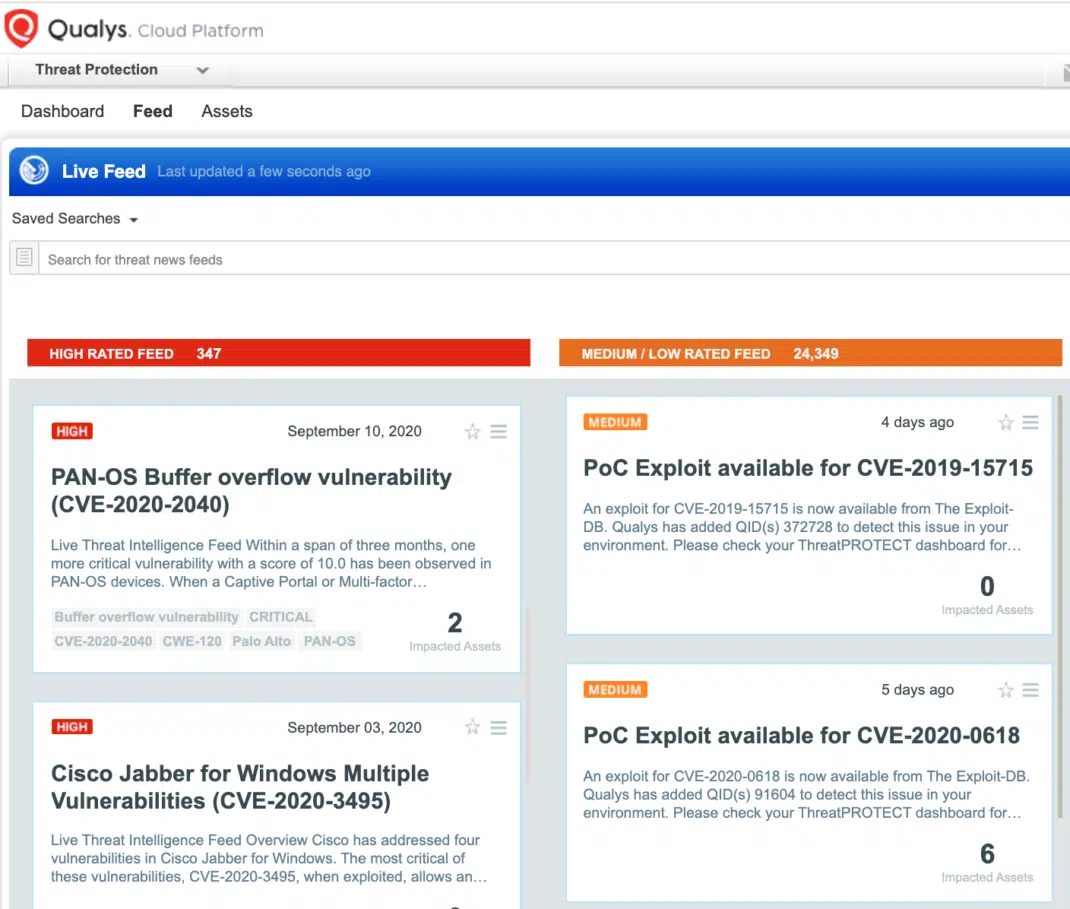 Qualys. Cloud Platform
Threat Protection
Dashboard Feed Assets
Live Feed Last updated a few seconds ago
Saved Searches
Search for threat news feeds
HIGH RATED FEED 347
HIGH September 10, 2020
PAN-OS Buffer overflow vulnerability
(CVE-2020-2040)
Live Threat Intelligence Feed Within a span of three months, one
more critical vulnerability with a score of 10.0 has been observed in
PAN-OS devices. When a Captive Portal or Multi-factor…
Buffer overflow vulnerability CRITICAL
CVE-2020-2040 CWE-120 Palo Alto PAN-OS
2
Impacted Assets
HIGH September 03, 2020
Cisco Jabber for Windows Multiple
Vulnerabilities (CVE-2020-3495)
Live Threat Intelligence Feed Overview Cisco has addressed four
vulnerabilities in Cisco Jabber for Windows. The most critical of
these vulnerabilities, CVE-2020-3495, when exploited, allows an…
MEDIUM / LOW RATED FEED 24,349
MEDIUM 4 days ago
PoC Exploit available for CVE-2019-15715
An exploit for CVE-2019-15715 is now available from The Exploit-
DB. Qualys has added QID(s) 372728 to detect this issue in your
environment. Please check your ThreatPROTECT dashboard for…
0
Impacted Assets
MEDIUM 5 days ago
PoC Exploit available for CVE-2020-0618
An exploit for CVE-2020-0618 is now available from The Exploit-DB.
Qualys has added QID(s) 91604 to detect this issue in your
environment. Please check your ThreatPROTECT dashboard for…
6
Impacted Assets